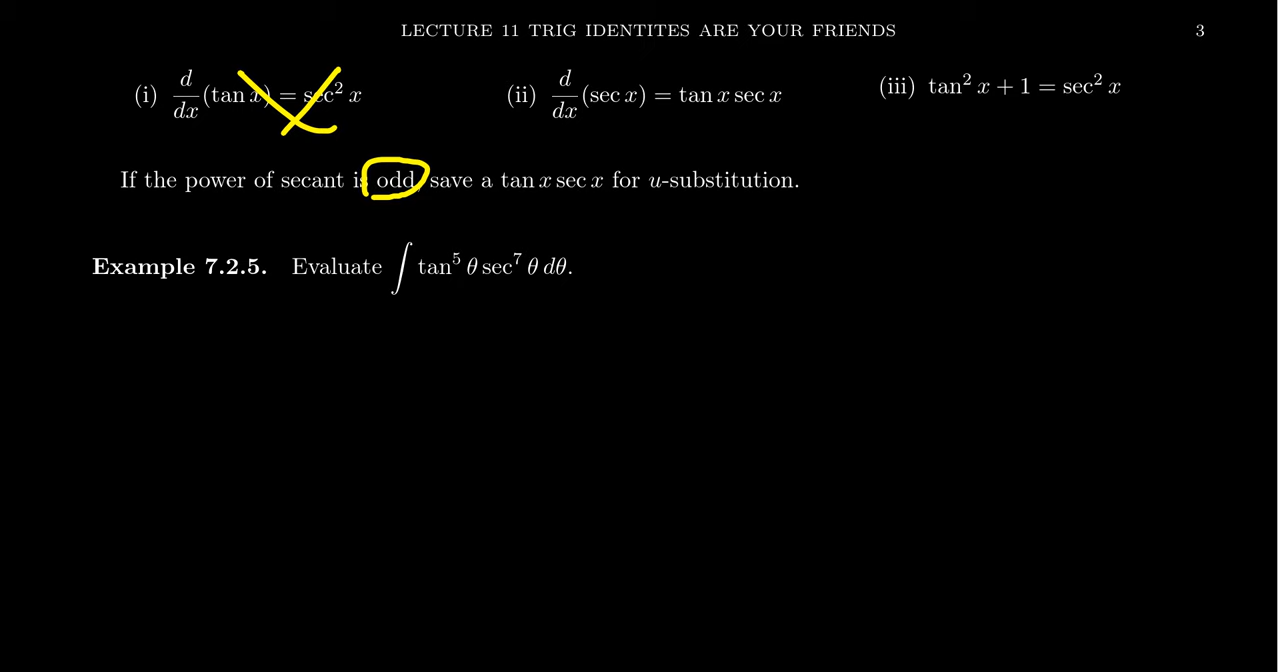 LECTURE 11 TRIG IDENTITES ARE YOUR FRIENDS 3
(i) d/dx (tan x) = sec² x (ii) d/dx (sec x) = tan x sec x (iii) tan² x + 1 = sec² x
If the power of secant is odd, save a tan x sec x for u-substitution.
Example 7.2.5. Evaluate ∫ tan⁵ θ sec⁷ θ dθ.